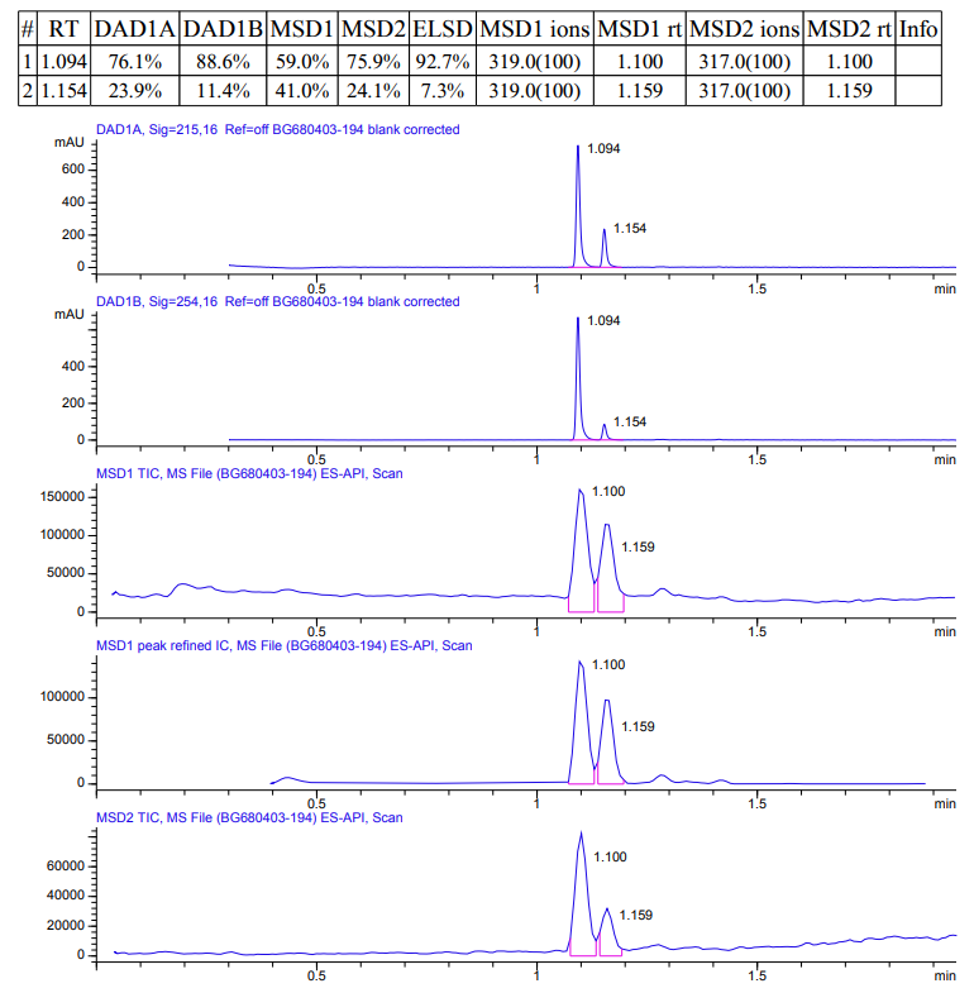 # RT DAD1A DAD1B MSD1 MSD2 ELSD MSD1 ions MSD1 rt MSD2 ions MSD2 rt Info
1 1.094 76.1% 88.6% 59.0% 75.9% 92.7% 319.0(100) 1.100 317.0(100) 1.100
2 1.154 23.9% 11.4% 41.0% 24.1% 7.3% 319.0(100) 1.159 317.0(100) 1.159
DAD1A, Sig=215,16 Ref=off BG680403-194 blank corrected
mAU
1.094
600
400
1.154
200
0
0.5 1 1.5 min
DAD1B, Sig=254,16 Ref=off BG680403-194 blank corrected
mAU
1.094
400
200
1.154
0
0.5 1 1.5 min
MSD1 TIC, MS File (BG680403-194) ES-API, Scan
1.100
150000
100000
1.159
50000
0
0.5 1 1.5 min
MSD1 peak refined IC, MS File (BG680403-194) ES-API, Scan
1.100
100000
1.159
50000
0
0.5 1 1.5 min
MSD2 TIC, MS File (BG680403-194) ES-API, Scan
1.100
60000
40000
1.159
20000
0
0.5 1 1.5 min